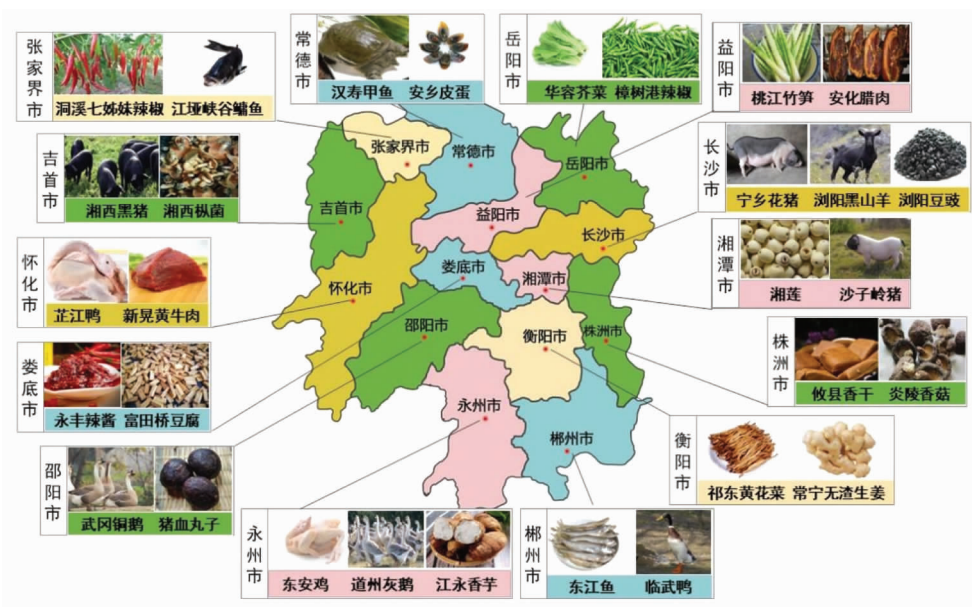 张家界市
洞溪七姊妹辣椒 江垭峡谷鳙鱼
常德市
汉寿甲鱼 安乡皮蛋
岳阳市
华容芥菜 樟树港辣椒
益阳市
桃江竹笋 安化腊肉
吉首市
湘西黑猪 湘西枞菌
长沙市
宁乡花猪 浏阳黑山羊 浏阳豆豉
怀化市
芷江鸭 新晃黄牛肉
湘潭市
湘莲 沙子岭猪
娄底市
永丰辣酱 富田桥豆腐
株洲市
攸县香干 炎陵香菇
邵阳市
武冈铜鹅 猪血丸子
衡阳市
祁东黄花菜 常宁无渣生姜
永州市
东安鸡 道州灰鹅 江永香芋
郴州市
东江鱼 临武鸭
张家界市
常德市
岳阳市
吉首市
益阳市
长沙市
娄底市
湘潭市
怀化市
邵阳市
衡阳市
株洲市
永州市
郴州市